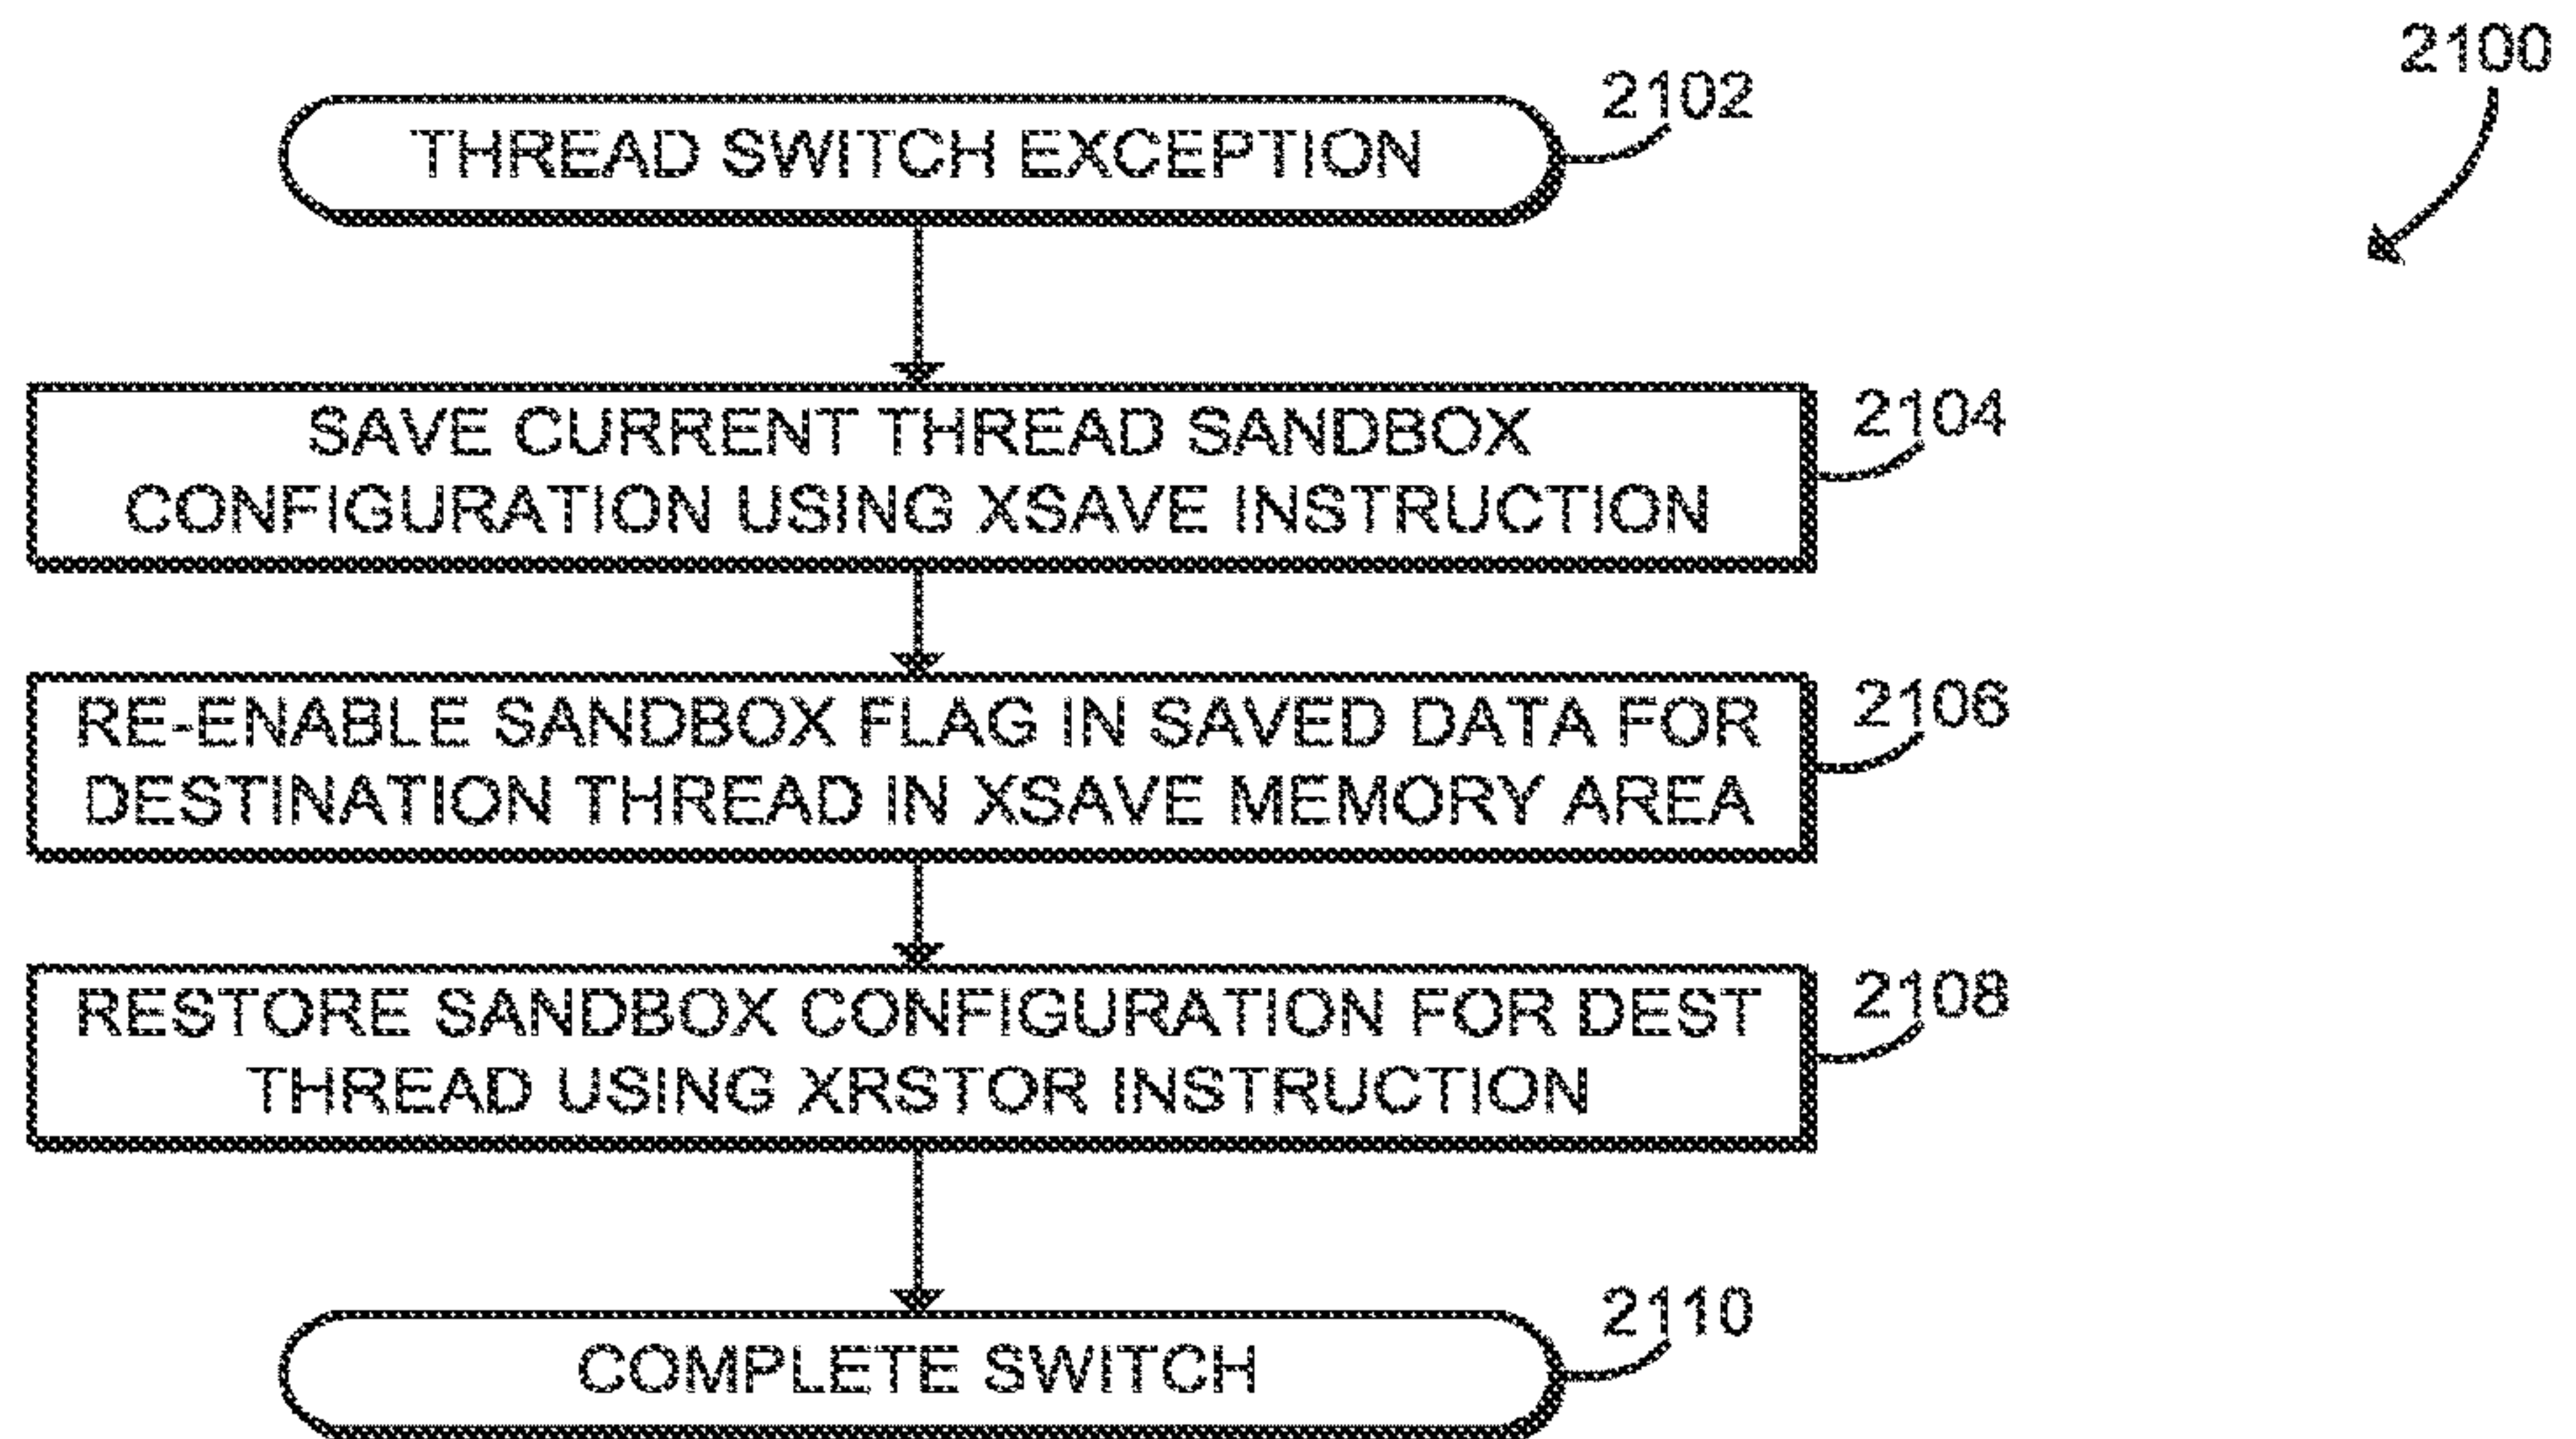 2100
2102
THREAD SWITCH EXCEPTION
2104
SAVE CURRENT THREAD SANDBOX
CONFIGURATION USING XSAVE INSTRUCTION
2106
RE-ENABLE SANDBOX FLAG IN SAVED DATA FOR
DESTINATION THREAD IN XSAVE MEMORY AREA
2108
RESTORE SANDBOX CONFIGURATION FOR DEST
THREAD USING XRSTOR INSTRUCTION
2110
COMPLETE SWITCH